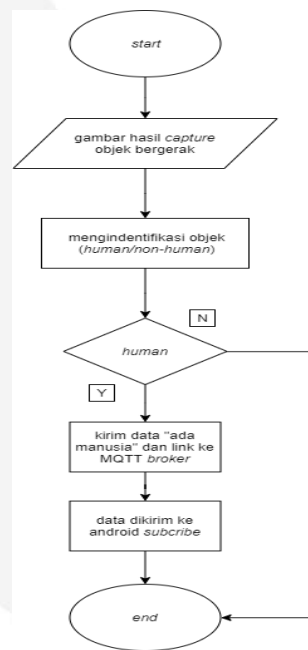 start
gambar hasil capture
objek bergerak
mengindentifikasi objek
(human/non-human)
N
human
Y
kirim data "ada
manusia" dan link ke
MQTT broker
data dikirim ke
android subcribe
end